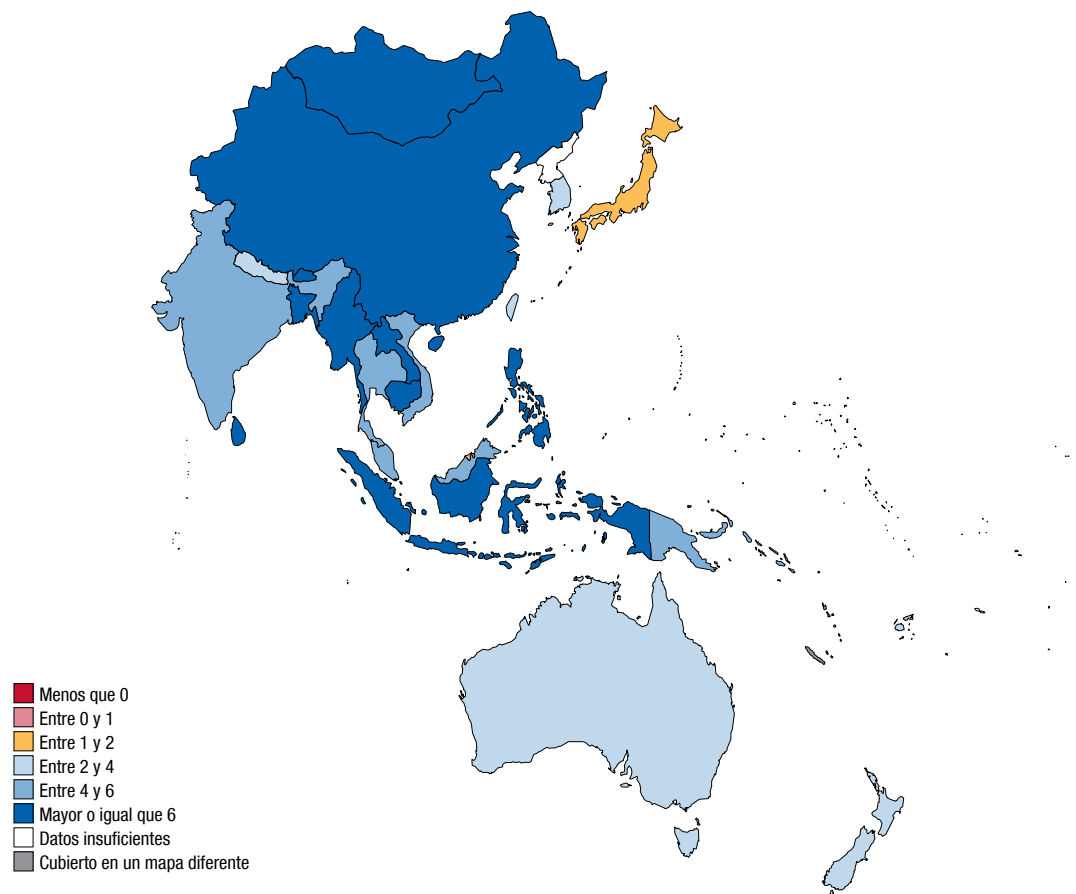 Menos que 0
Entre 0 y 1
Entre 1 y 2
Entre 2 y 4
Entre 4 y 6
Mayor o igual que 6
Datos insuficientes
Cubierto en un mapa diferente